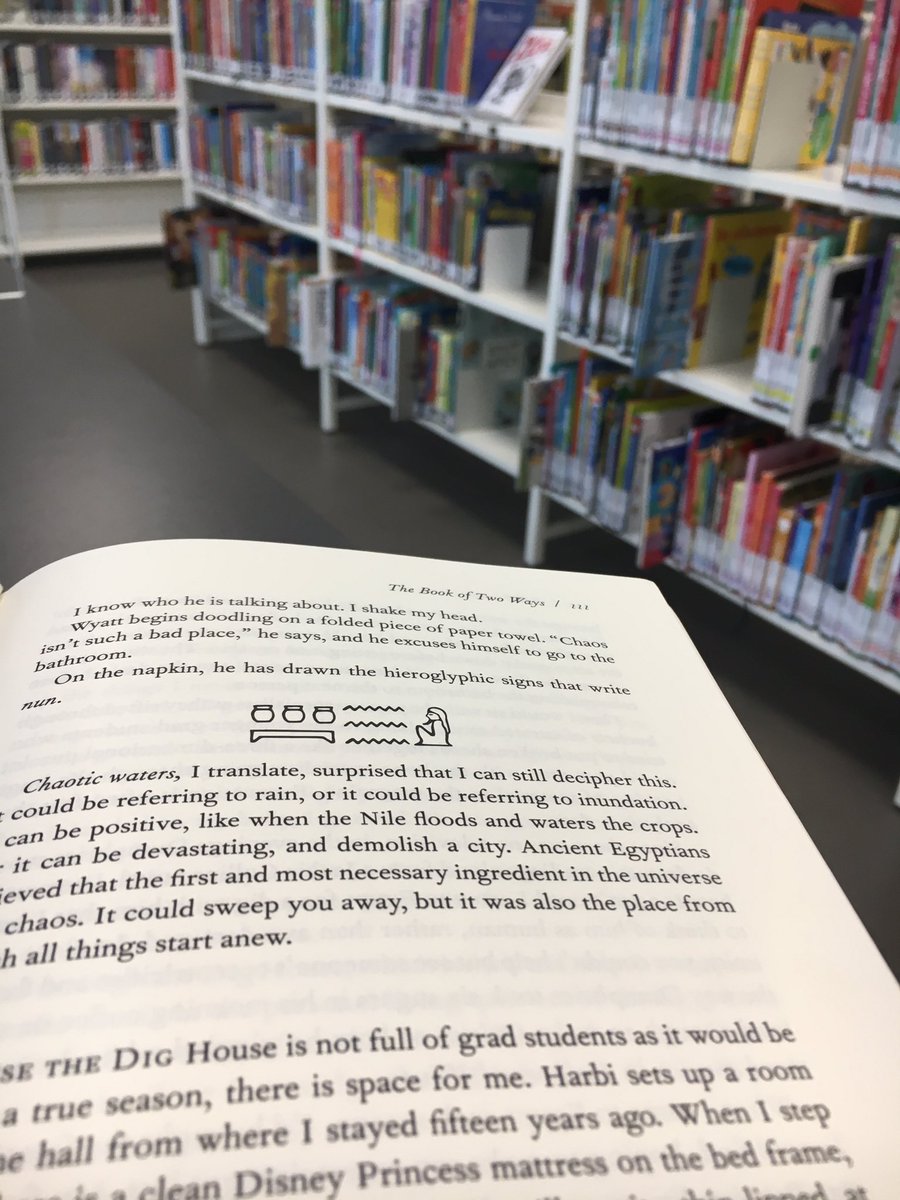 The Book of Two Ways / 111
I know who he is talking about. I shake my head.
Wyatt begins doodling on a folded piece of paper towel. “Chaos
isn’t such a bad place,” he says, and he excuses himself to go to the
bathroom.
On the napkin, he has drawn the hieroglyphic signs that write
nun.
Chaotic waters, I translate, surprised that I can still decipher this.
could be referring to rain, or it could be referring to inundation.
can be positive, like when the Nile floods and waters the crops.
it can be devastating, and demolish a city. Ancient Egyptians
ieved that the first and most necessary ingredient in the universe
chaos. It could sweep you away, but it was also the place from
h all things start anew.
SE THE DIG House is not full of grad students as it would be
a true season, there is space for me. Harbi sets up a room
he hall from where I stayed fifteen years ago. When I step
is a clean Disney Princess mattress on the bed frame,